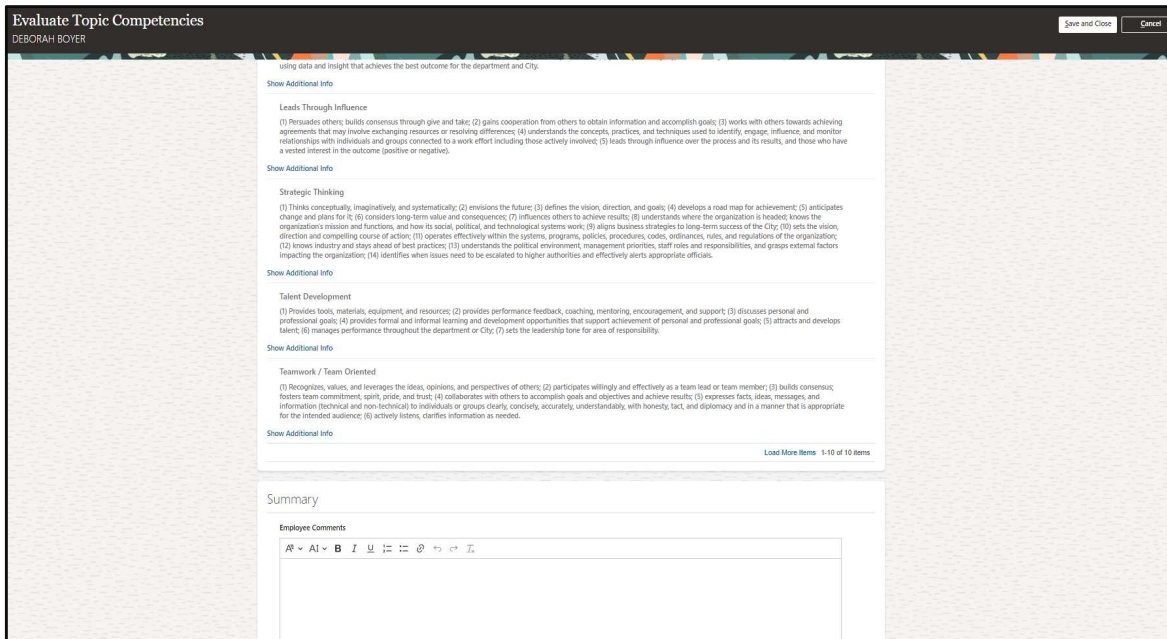 Evaluate Topic Competencies
DEBORAH BOYER
Save and Close
Cancel
using data and insight that achieves the best outcome for the department and City.
Show Additional Info
Leads Through Influence
(1) Persuades others; builds consensus through give and take; (2) gains cooperation from others to obtain information and accomplish goals; (3) works with others towards achieving
agreements that may involve exchanging resources or resolving differences; (4) understands the concepts, practices, and techniques used to identify, engage, influence, and monitor
relationships with individuals and groups connected to a work effort including those actively involved; (5) leads through influence over the process and its results, and those who have
a vested interest in the outcome (positive or negative).
Show Additional Info
Strategic Thinking
(1) Thinks conceptually, imaginatively, and systematically; (2) envisions the future; (3) defines the vision, direction, and goals; (4) develops a road map for achievement; (5) anticipates
change and plans for it; (6) considers long-term value and consequences; (7) influences others to achieve results; (8) understands where the organization is headed; knows the
organization's mission and functions, and how its social, political, and technological systems work; (9) aligns business strategies to long-term success of the City; (10) sets the vision,
direction and compelling course of action; (11) operates effectively within the systems, programs, policies, procedures, codes, ordinances, rules, and regulations of the organization;
(12) knows industry and stays ahead of best practices; (13) understands the political environment, management priorities, staff roles and responsibilities, and grasps external factors
impacting the organization; (14) identifies when issues need to be escalated to higher authorities and effectively alerts appropriate officials.
Show Additional Info
Talent Development
(1) Provides tools, materials, equipment, and resources; (2) provides performance feedback, coaching, mentoring, encouragement, and support; (3) discusses personal and
professional goals; (4) provides formal and informal learning and development opportunities that support achievement of personal and professional goals; (5) attracts and develops
talent; (6) manages performance throughout the department or City; (7) sets the leadership tone for area of responsibility.
Show Additional Info
Teamwork / Team Oriented
(1) Recognizes, values, and leverages the ideas, opinions, and perspectives of others; (2) participates willingly and effectively as a team lead or team member; (3) builds consensus;
fosters team commitment, spirit, pride, and trust; (4) collaborates with others to accomplish goals and objectives and achieve results; (5) expresses facts, ideas, messages, and
information (technical and non-technical) to individuals or groups clearly, concisely, accurately, understandably, with honesty, tact, and diplomacy and in a manner that is appropriate
for the intended audience; (6) actively listens, clarifies information as needed.
Show Additional Info
Load More Items 1-10 of 10 items
Summary
Employee Comments
B I U